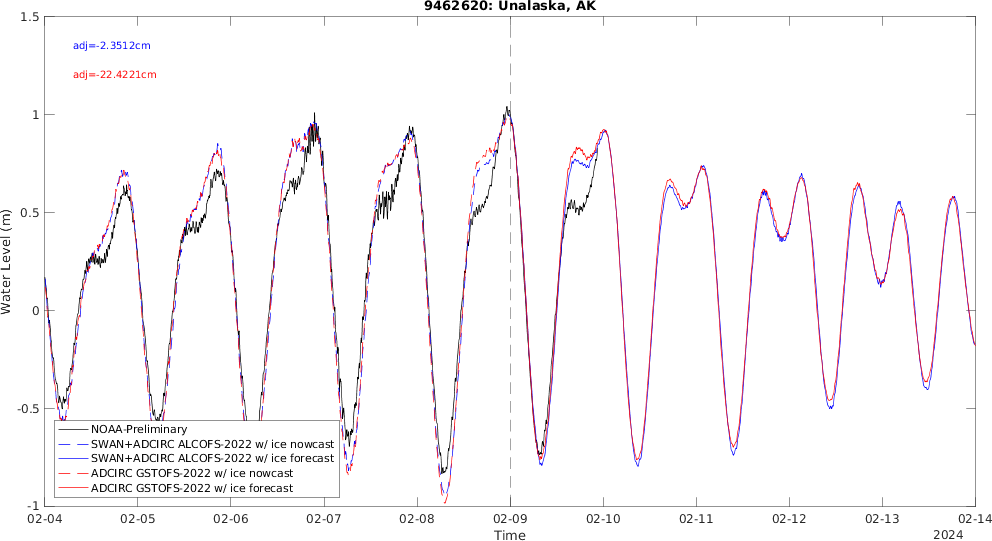 9462620: Unalaska, AK
adj=-2.3512cm
adj=-22.4221cm
Water Level (m)
1.5
1
0.5
0
-0.5
-1
NOAA-Preliminary
SWAN+ADCIRC ALCOFS-2022 w/ ice nowcast
SWAN+ADCIRC ALCOFS-2022 w/ ice forecast
ADCIRC GSTOFS-2022 w/ ice nowcast
ADCIRC GSTOFS-2022 w/ ice forecast
02-04 02-05 02-06 02-07 02-08 02-09 02-10 02-11 02-12 02-13 02-14
Time
2024